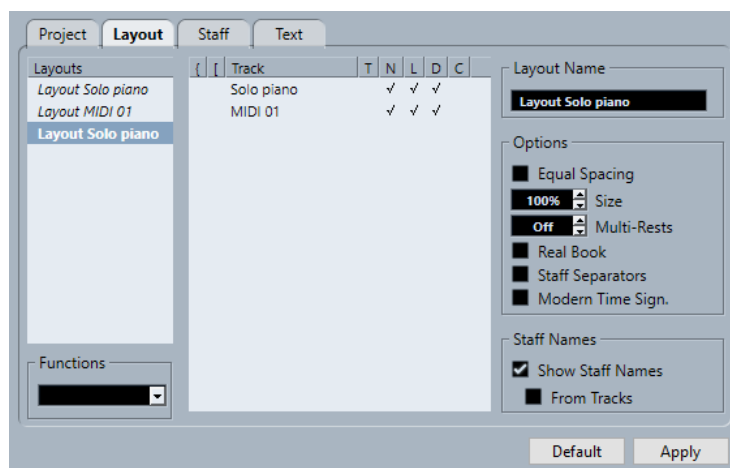 Project Layout Staff Text
Layouts
Layout Solo piano
Layout MIDI 01
Layout Solo piano
Functions
{ [ Track T N L D C
Solo piano √ √ √
MIDI 01 √ √ √
Layout Name
Layout Solo piano
Options
Equal Spacing
100% Size
Off Multi-Rests
Real Book
Staff Separators
Modern Time Sign.
Staff Names
Show Staff Names
From Tracks
Default Apply